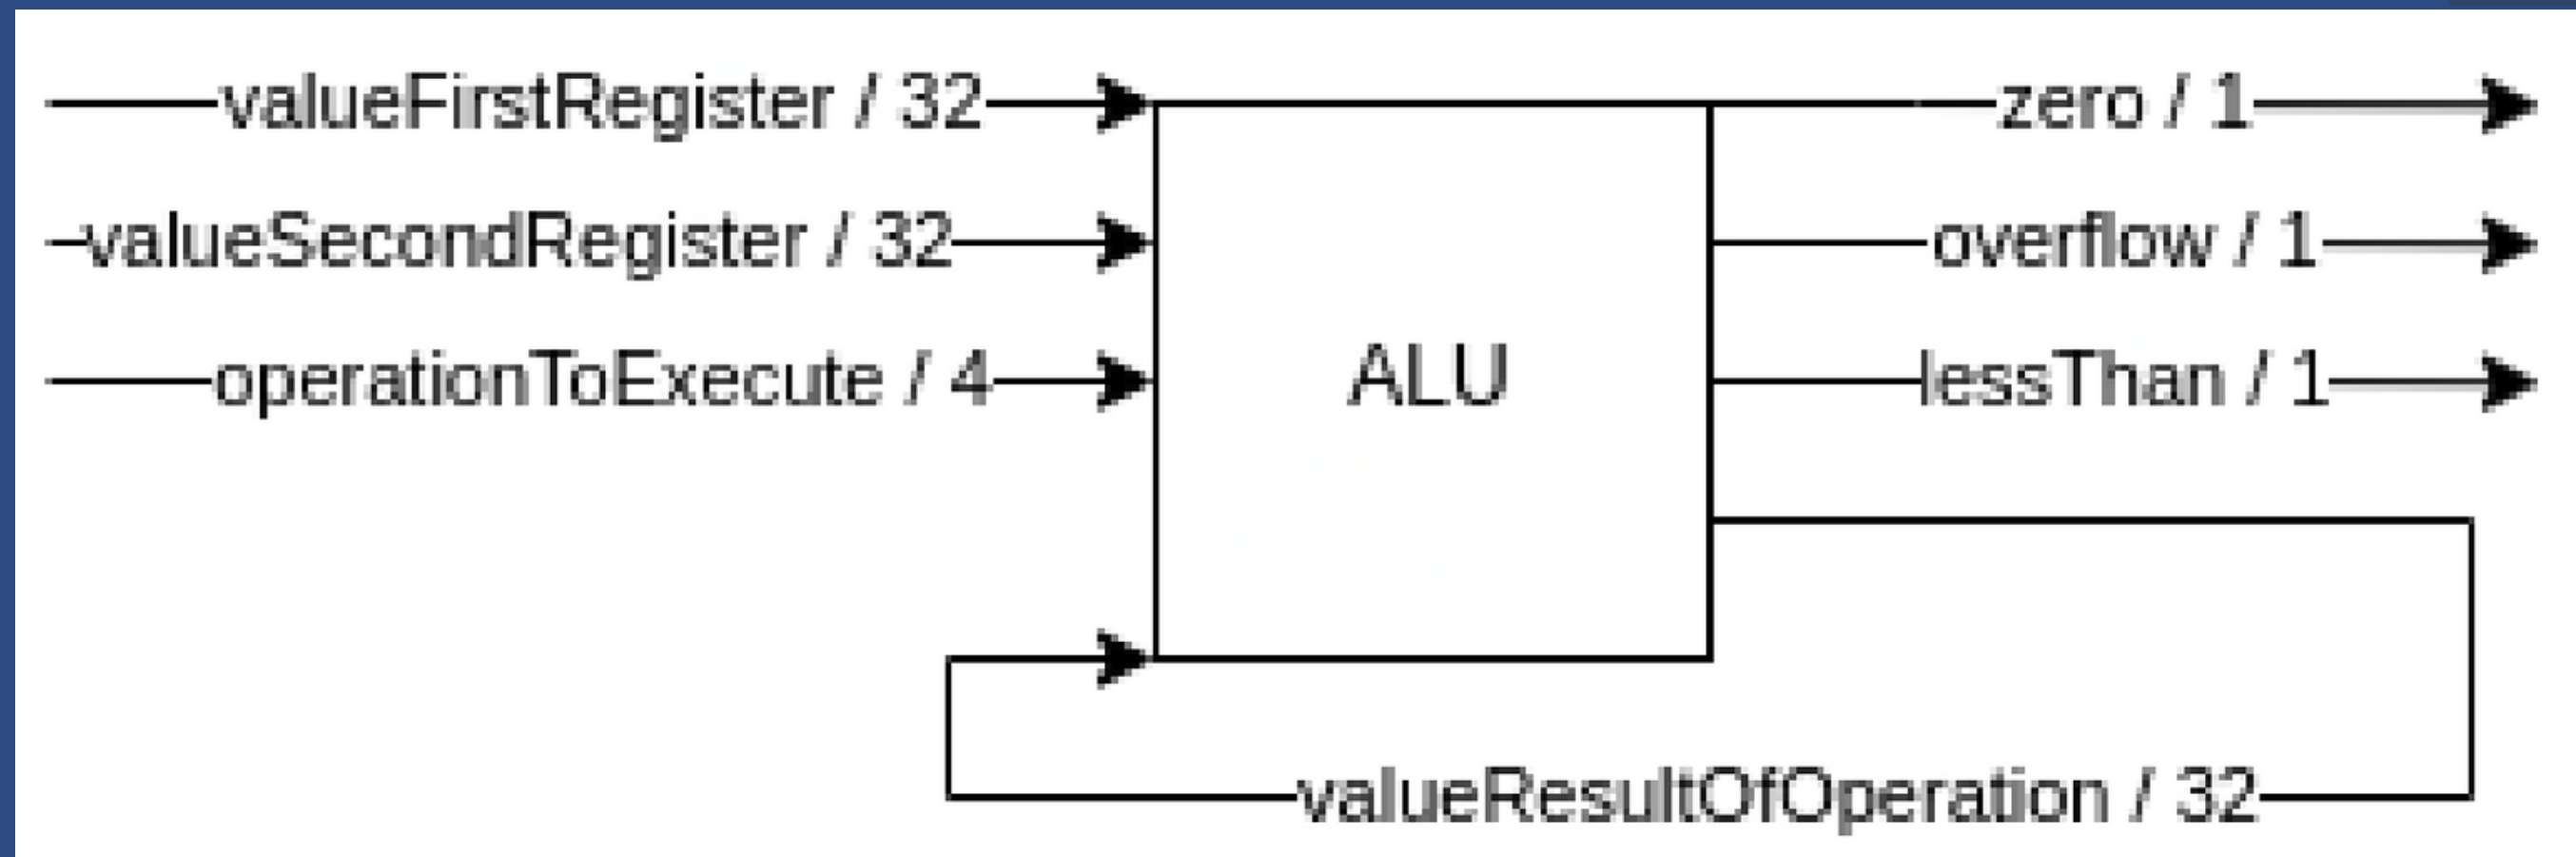 valueFirstRegister / 32
zero / 1
valueSecondRegister / 32
overflow / 1
operationToExecute / 4
ALU
lessThan / 1
valueResultOfOperation / 32